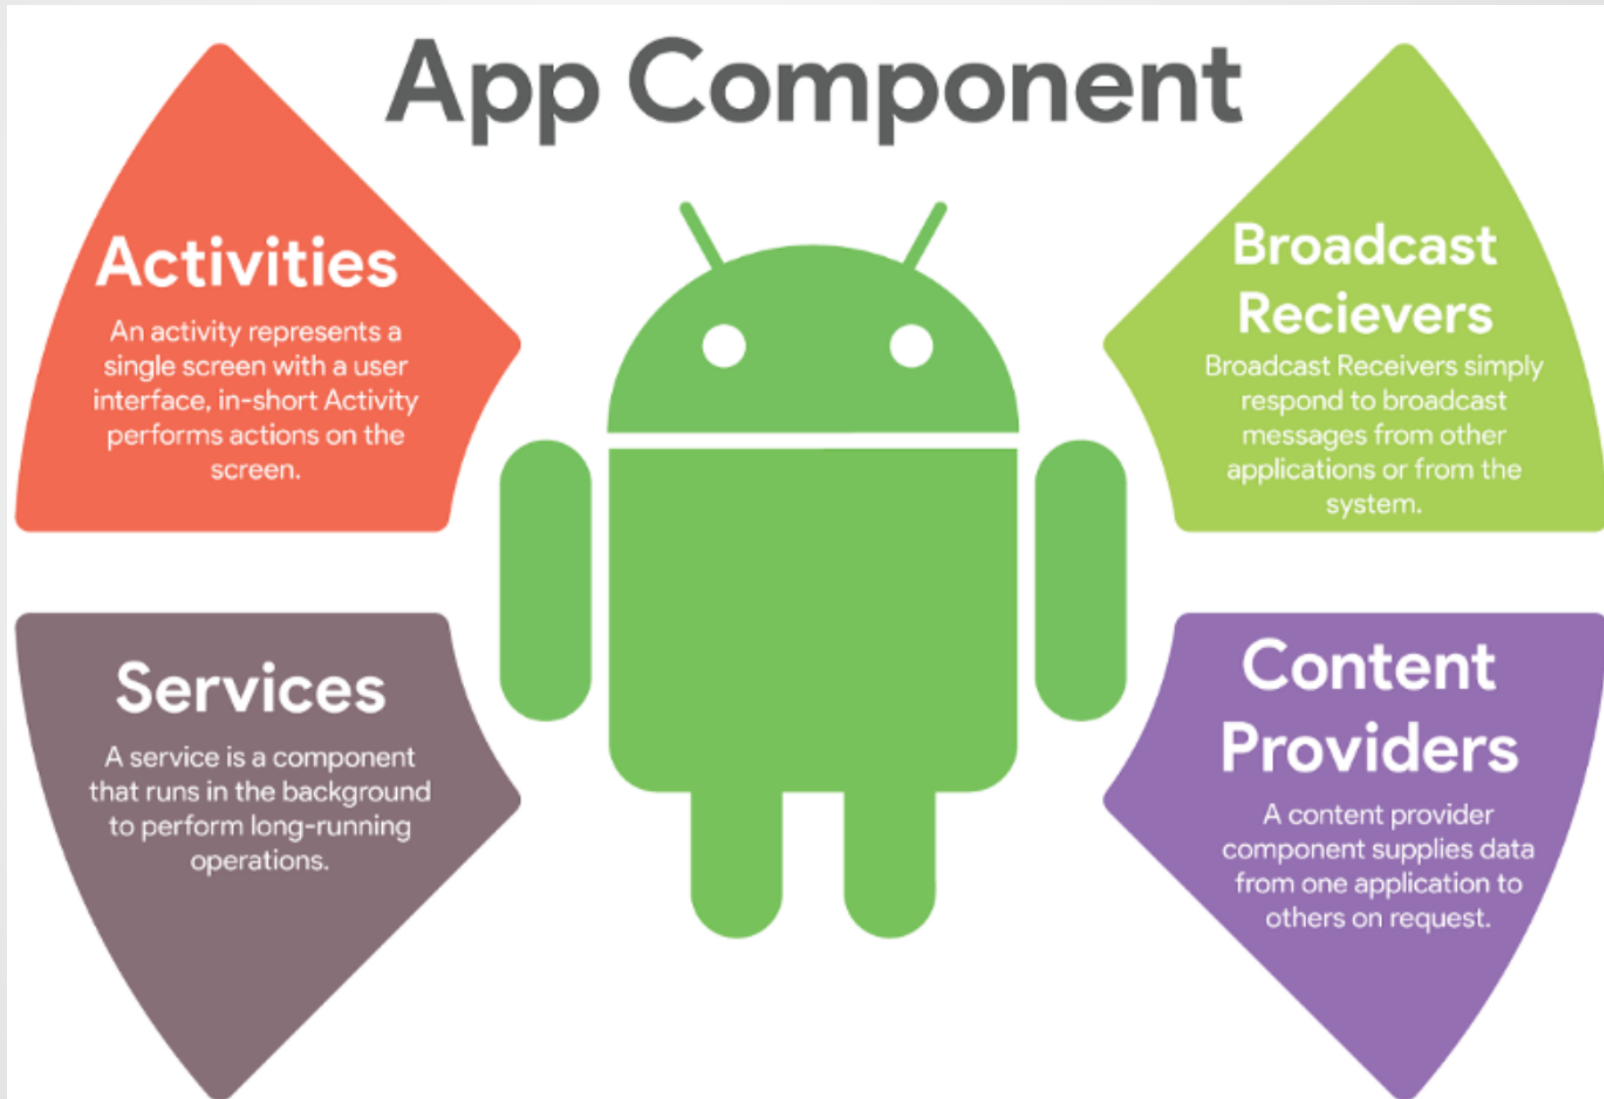 App Component
Activities
An activity represents a
single screen with a user
interface, in-short Activity
performs actions on the
screen.
Broadcast
Recievers
Broadcast Receivers simply
respond to broadcast
messages from other
applications or from the
system.
Services
A service is a component
that runs in the background
to perform long-running
operations.
Content
Providers
A content provider
component supplies data
from one application to
others on request.